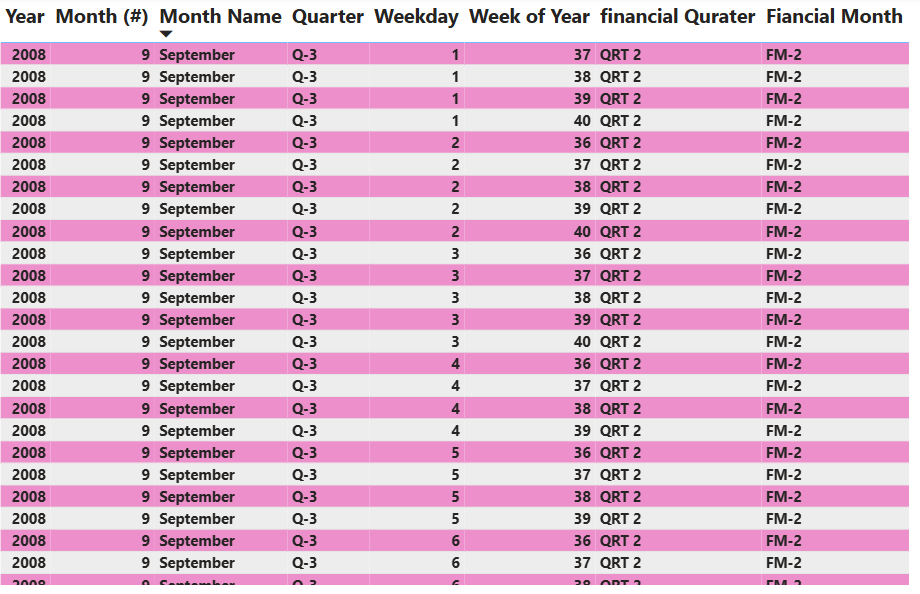 Year Month (#) Month Name Quarter Weekday Week of Year financial Qurater Fiancial Month
2008 9 September Q-3 1 37 QRT 2 FM-2
2008 9 September Q-3 1 38 QRT 2 FM-2
2008 9 September Q-3 1 39 QRT 2 FM-2
2008 9 September Q-3 1 40 QRT 2 FM-2
2008 9 September Q-3 2 36 QRT 2 FM-2
2008 9 September Q-3 2 37 QRT 2 FM-2
2008 9 September Q-3 2 38 QRT 2 FM-2
2008 9 September Q-3 2 39 QRT 2 FM-2
2008 9 September Q-3 2 40 QRT 2 FM-2
2008 9 September Q-3 3 36 QRT 2 FM-2
2008 9 September Q-3 3 37 QRT 2 FM-2
2008 9 September Q-3 3 38 QRT 2 FM-2
2008 9 September Q-3 3 39 QRT 2 FM-2
2008 9 September Q-3 3 40 QRT 2 FM-2
2008 9 September Q-3 4 36 QRT 2 FM-2
2008 9 September Q-3 4 37 QRT 2 FM-2
2008 9 September Q-3 4 38 QRT 2 FM-2
2008 9 September Q-3 4 39 QRT 2 FM-2
2008 9 September Q-3 5 36 QRT 2 FM-2
2008 9 September Q-3 5 37 QRT 2 FM-2
2008 9 September Q-3 5 38 QRT 2 FM-2
2008 9 September Q-3 5 39 QRT 2 FM-2
2008 9 September Q-3 6 36 QRT 2 FM-2
2008 9 September Q-3 6 37 QRT 2 FM-2
2008 9 September Q-3 6 38 QRT 2 FM-2